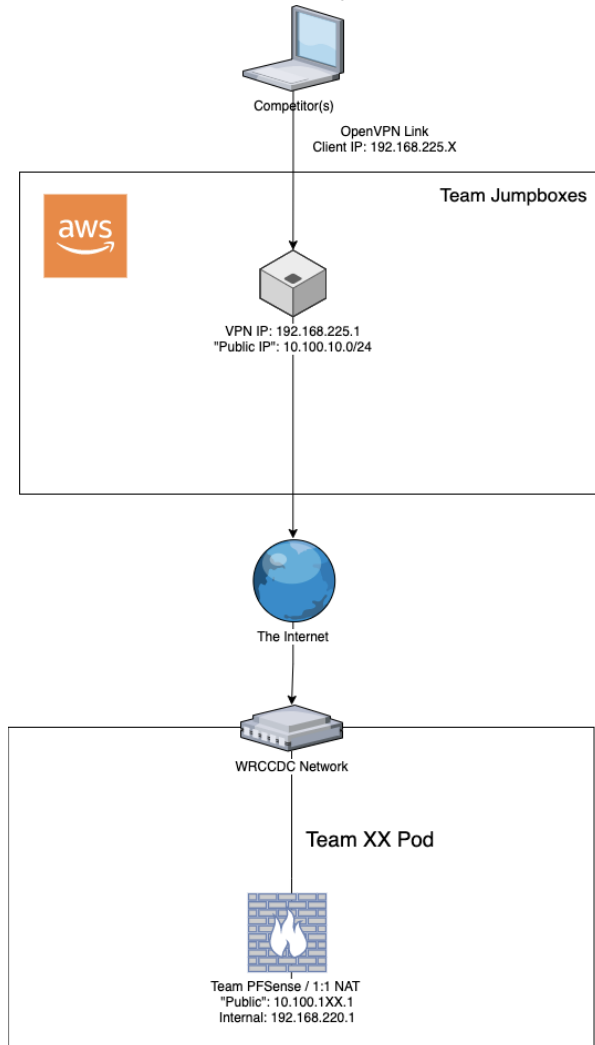 Competitor(s)
OpenVPN Link
Client IP: 192.168.225.X
Team Jumpboxes
aws
VPN IP: 192.168.225.1
"Public IP": 10.100.10.0/24
The Internet
WRCCDC Network
Team XX Pod
Team PFSense / 1:1 NAT
"Public": 10.100.1XX.1
Internal: 192.168.220.1